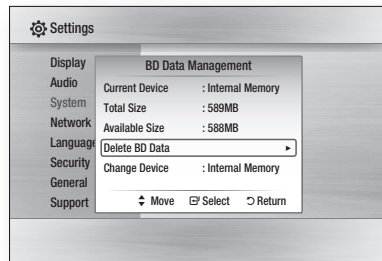 Settings
Display
Audio
System
Network
Language
Security
General
Support
BD Data Management
Current Device : Internal Memory
Total Size : 589MB
Available Size : 588MB
Delete BD Data
Change Device : Internal Memory
Move Select Return